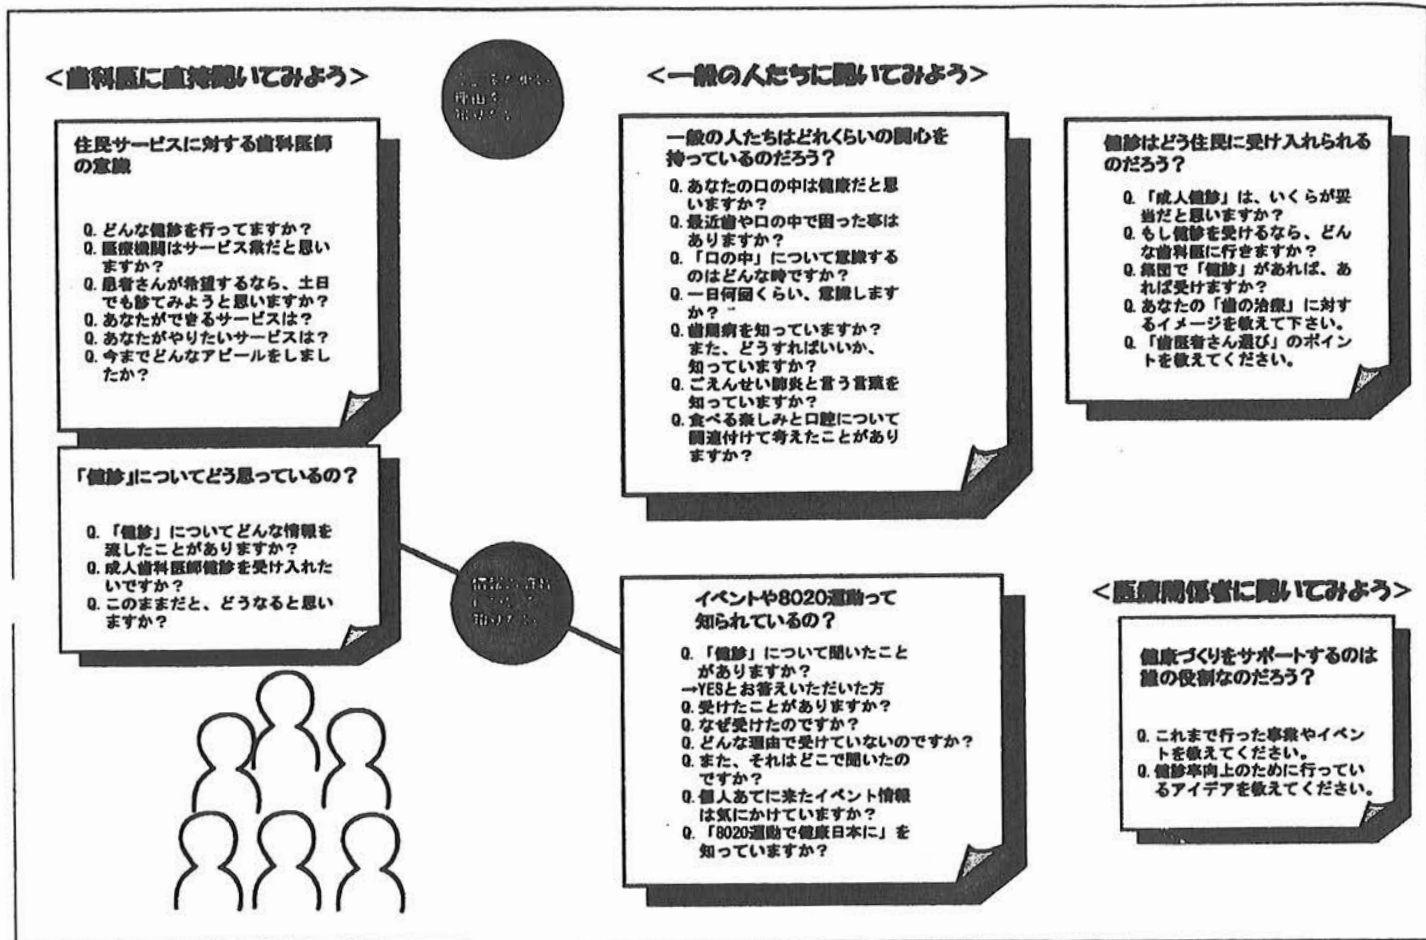 <歯科医に直接聞いてみよう>
住民サービスに対する歯科医師
の意識
Q. どんな健診を行ってますか?
Q. 医療機関はサービス業だと思い
ますか?
Q. 患者さんが希望するなら、土日
でも診てみようと思いますか?
Q. あなたができるサービスは?
Q. あなたがやりたいサービスは?
Q. 今までどんなアピールをしまし
たか?
「健診」についてどう思っているの?
Q. 「健診」についてどんな情報を
流したことがありますか?
Q. 成人歯科医師健診を受け入れた
いですか?
Q. このままだと、どうなると思い
ますか?
理由を
<一般の人たちに聞いてみよう>
一般の人たちはどれくらいの関心を
持っているのだろう?
Q. あなたの口の中は健康だと思
いますか?
Q. 最近歯や口の中で困った事は
ありますか?
Q. 「口の中」について意識する
のはどんな時ですか?
Q. 一日何回くらい、意識します
か?
Q. 歯周病を知っていますか?
また、どうすればいいか、
知っていますか?
Q. ごえんせい肺炎と言う言葉を
知っていますか?
Q. 食べる楽しみと口腔について
関連付けて考えたことがあり
ますか?
健診はどう住民に受け入れられる
のだろう?
Q. 「成人健診」は、いくらが妥
当だと思いますか?
Q. もし健診を受けるなら、どん
な歯科医に行きますか?
Q. 集団で「健診」があれば、あ
れば受けますか?
Q. あなたの「歯の治療」に対す
るイメージを教えて下さい。
Q. 「歯医者さん選び」のポイン
トを教えてください。
イベントや8020運動って
知られているの?
Q. 「健診」について聞いたこと
がありますか?
→YESとお答えいただいた方
Q. 受けたことがありますか?
Q. なぜ受けたのですか?
Q. どんな理由で受けていないのですか?
Q. また、それはどこで聞いたの
ですか?
Q. 個人あてに来たイベント情報
は気にかけていますか?
Q. 「8020運動で健康日本に」を
知っていますか?
<医療関係者に聞いてみよう>
健康づくりをサポートするのは
誰の役割なのだろう?
Q. これまで行った事業やイベン
トを教えてください。
Q. 健診率向上のために行ってい
るアイデアを教えてください。